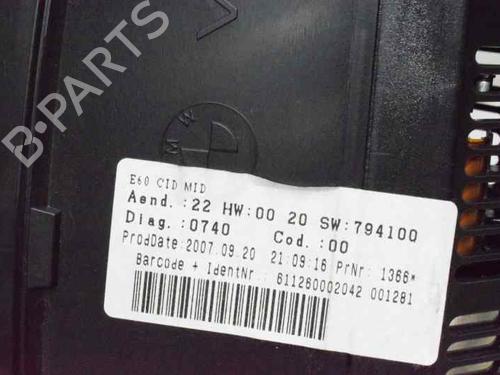 B-PARTS
BMW
E60 CID MID
Aend. :22 HW:00 20 SW:794100
Diag.:0740 Cod.:00
ProdDate:2007.09.20 21:09:16 PrNr: 1366*
Barcode + IdentNr.: 611260002042 001281